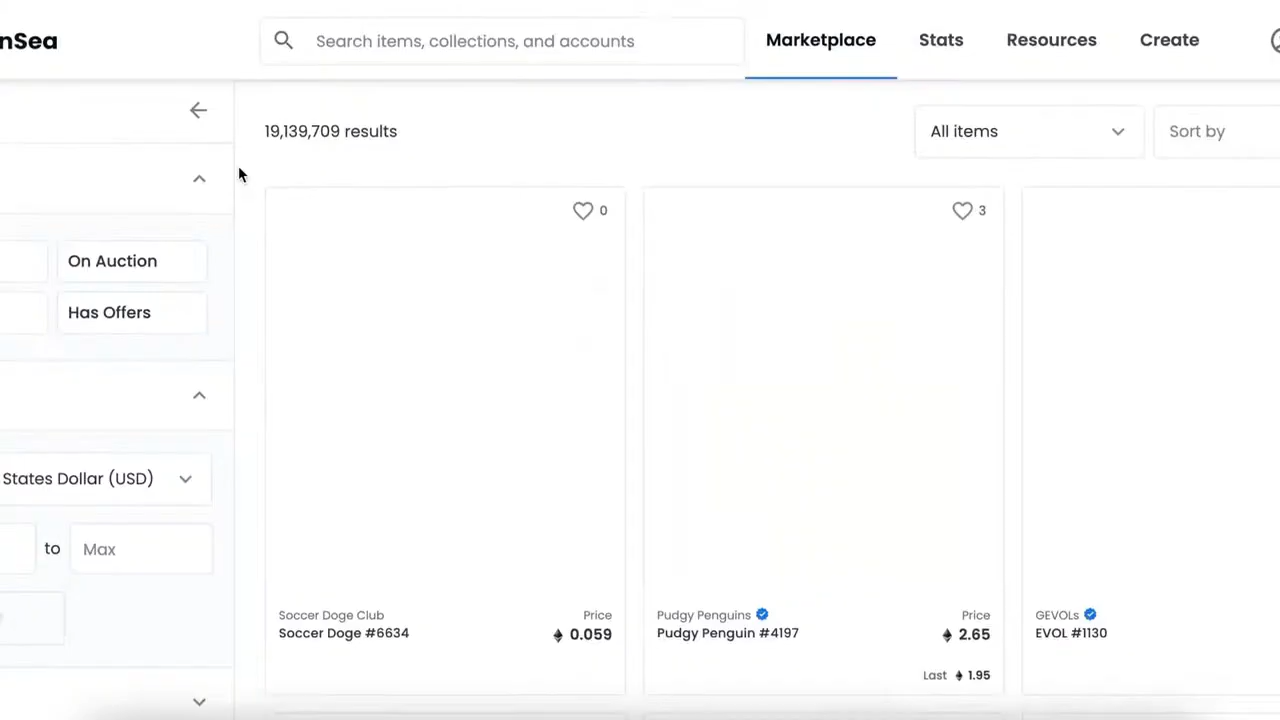 nSea
Search items, collections, and accounts
Marketplace
Stats
Resources
Create
19,139,709 results
All items
Sort by
0
3
On Auction
Has Offers
States Dollar (USD)
to
Max
Soccer Doge Club
Price
Soccer Doge #6634
0.059
Pudgy Penguins
Price
Pudgy Penguin #4197
2.65
Last 1.95
GEVOLs
EVOL #1130